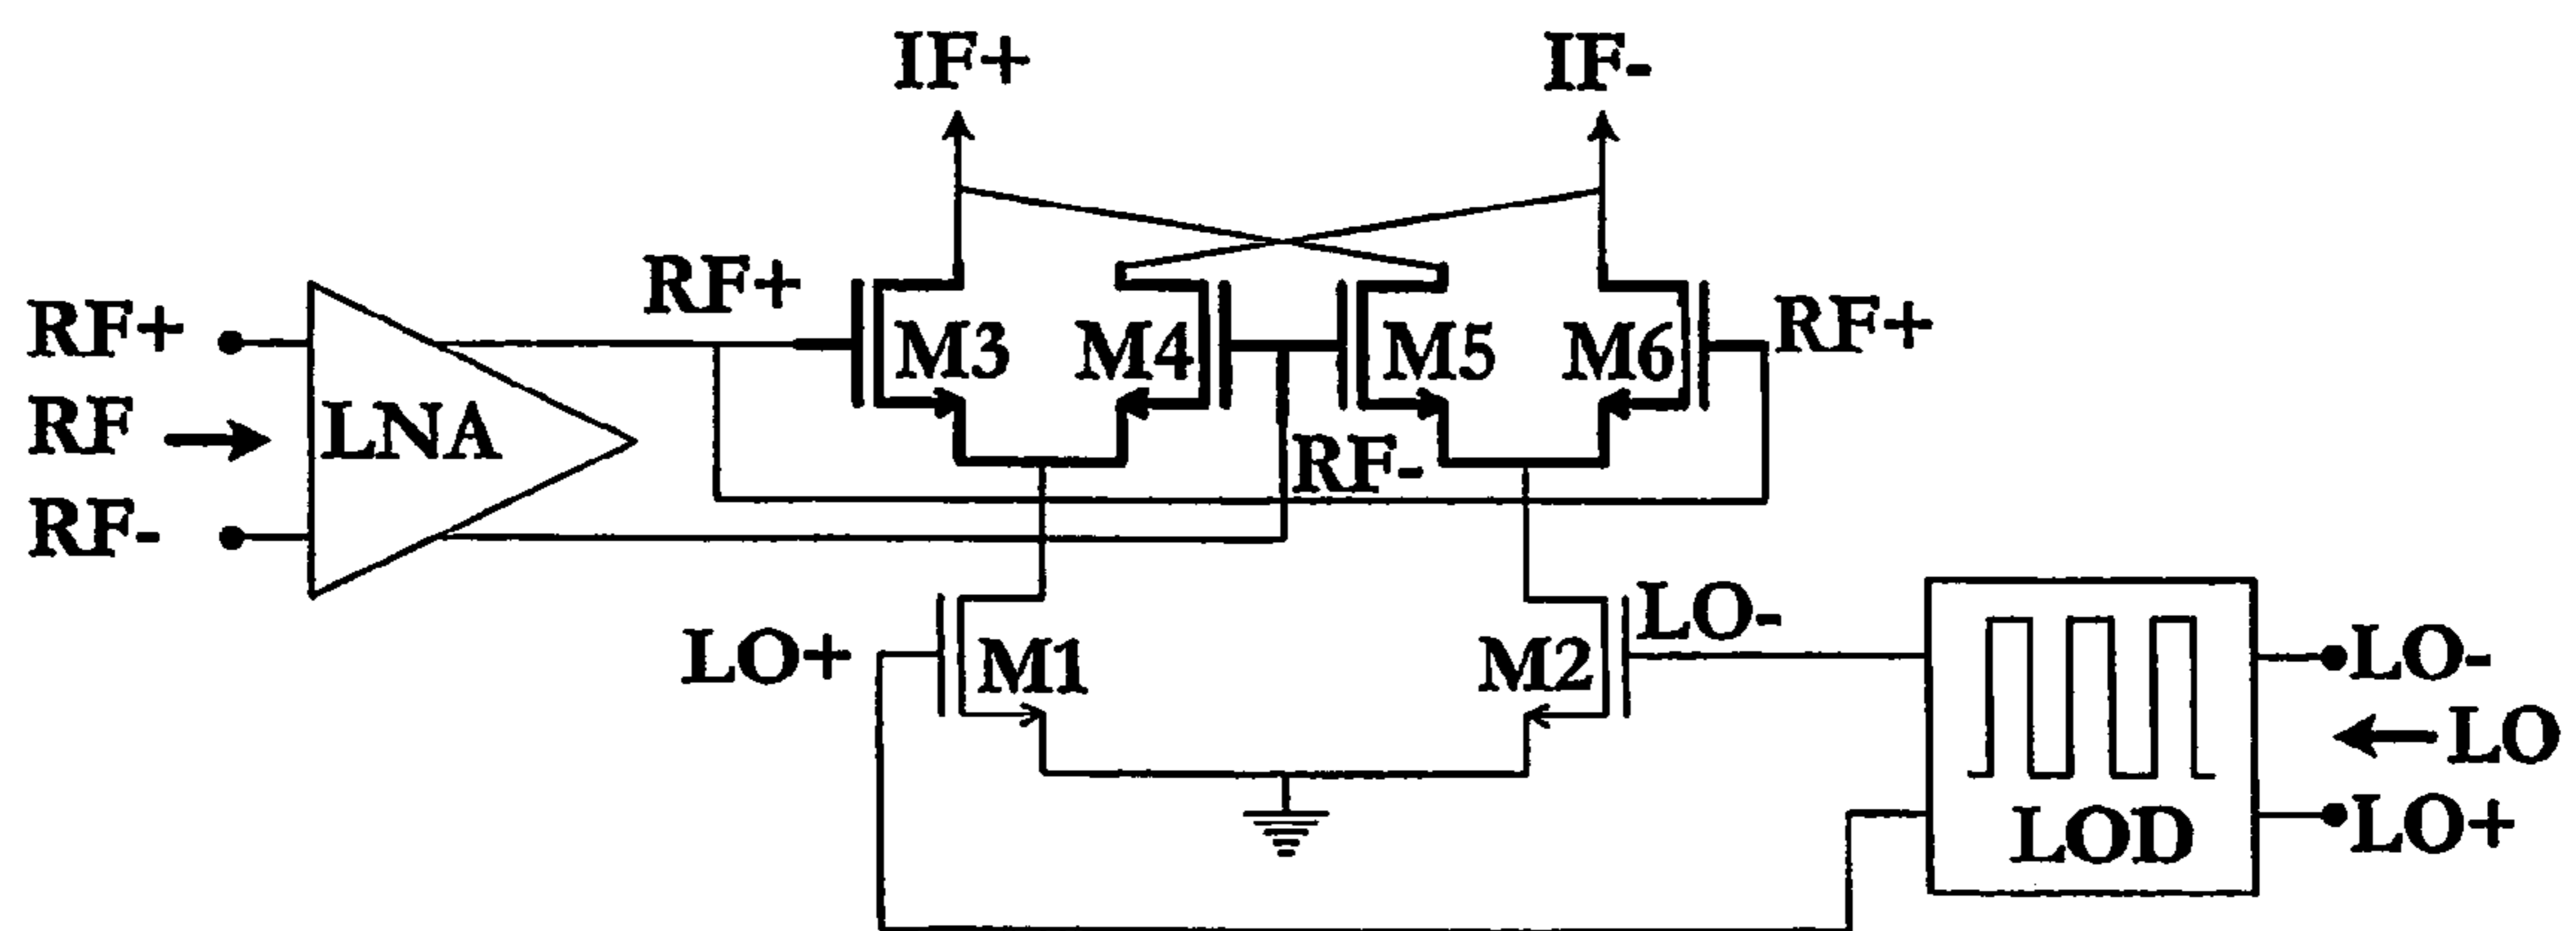 IF+
IF-
RF+
RF+
RF+
M3
M4
M5
M6
RF
LNA
RF-
RF-
LO-
LO+
M1
M2
LO-
LO
LO+
LOD